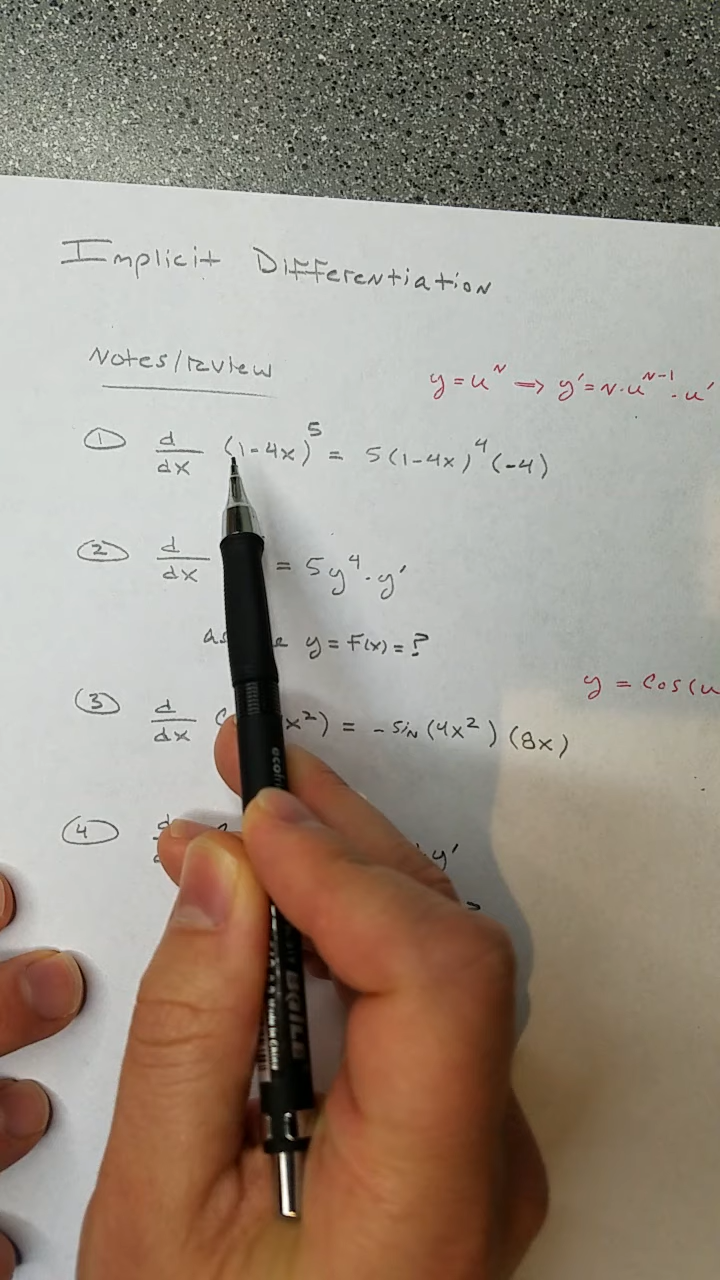 Implicit Differentiation
Notes/review
y = u^N ⇒ y' = N·u^{N-1}·u'
① d/dx (1-4x)^5 = 5(1-4x)^4(-4)
② d/dx = 5y^4·y'
y = F(x) = ?
y = cos(u
③ d/dx x²) = -sin(4x²)(8x)
④ y'